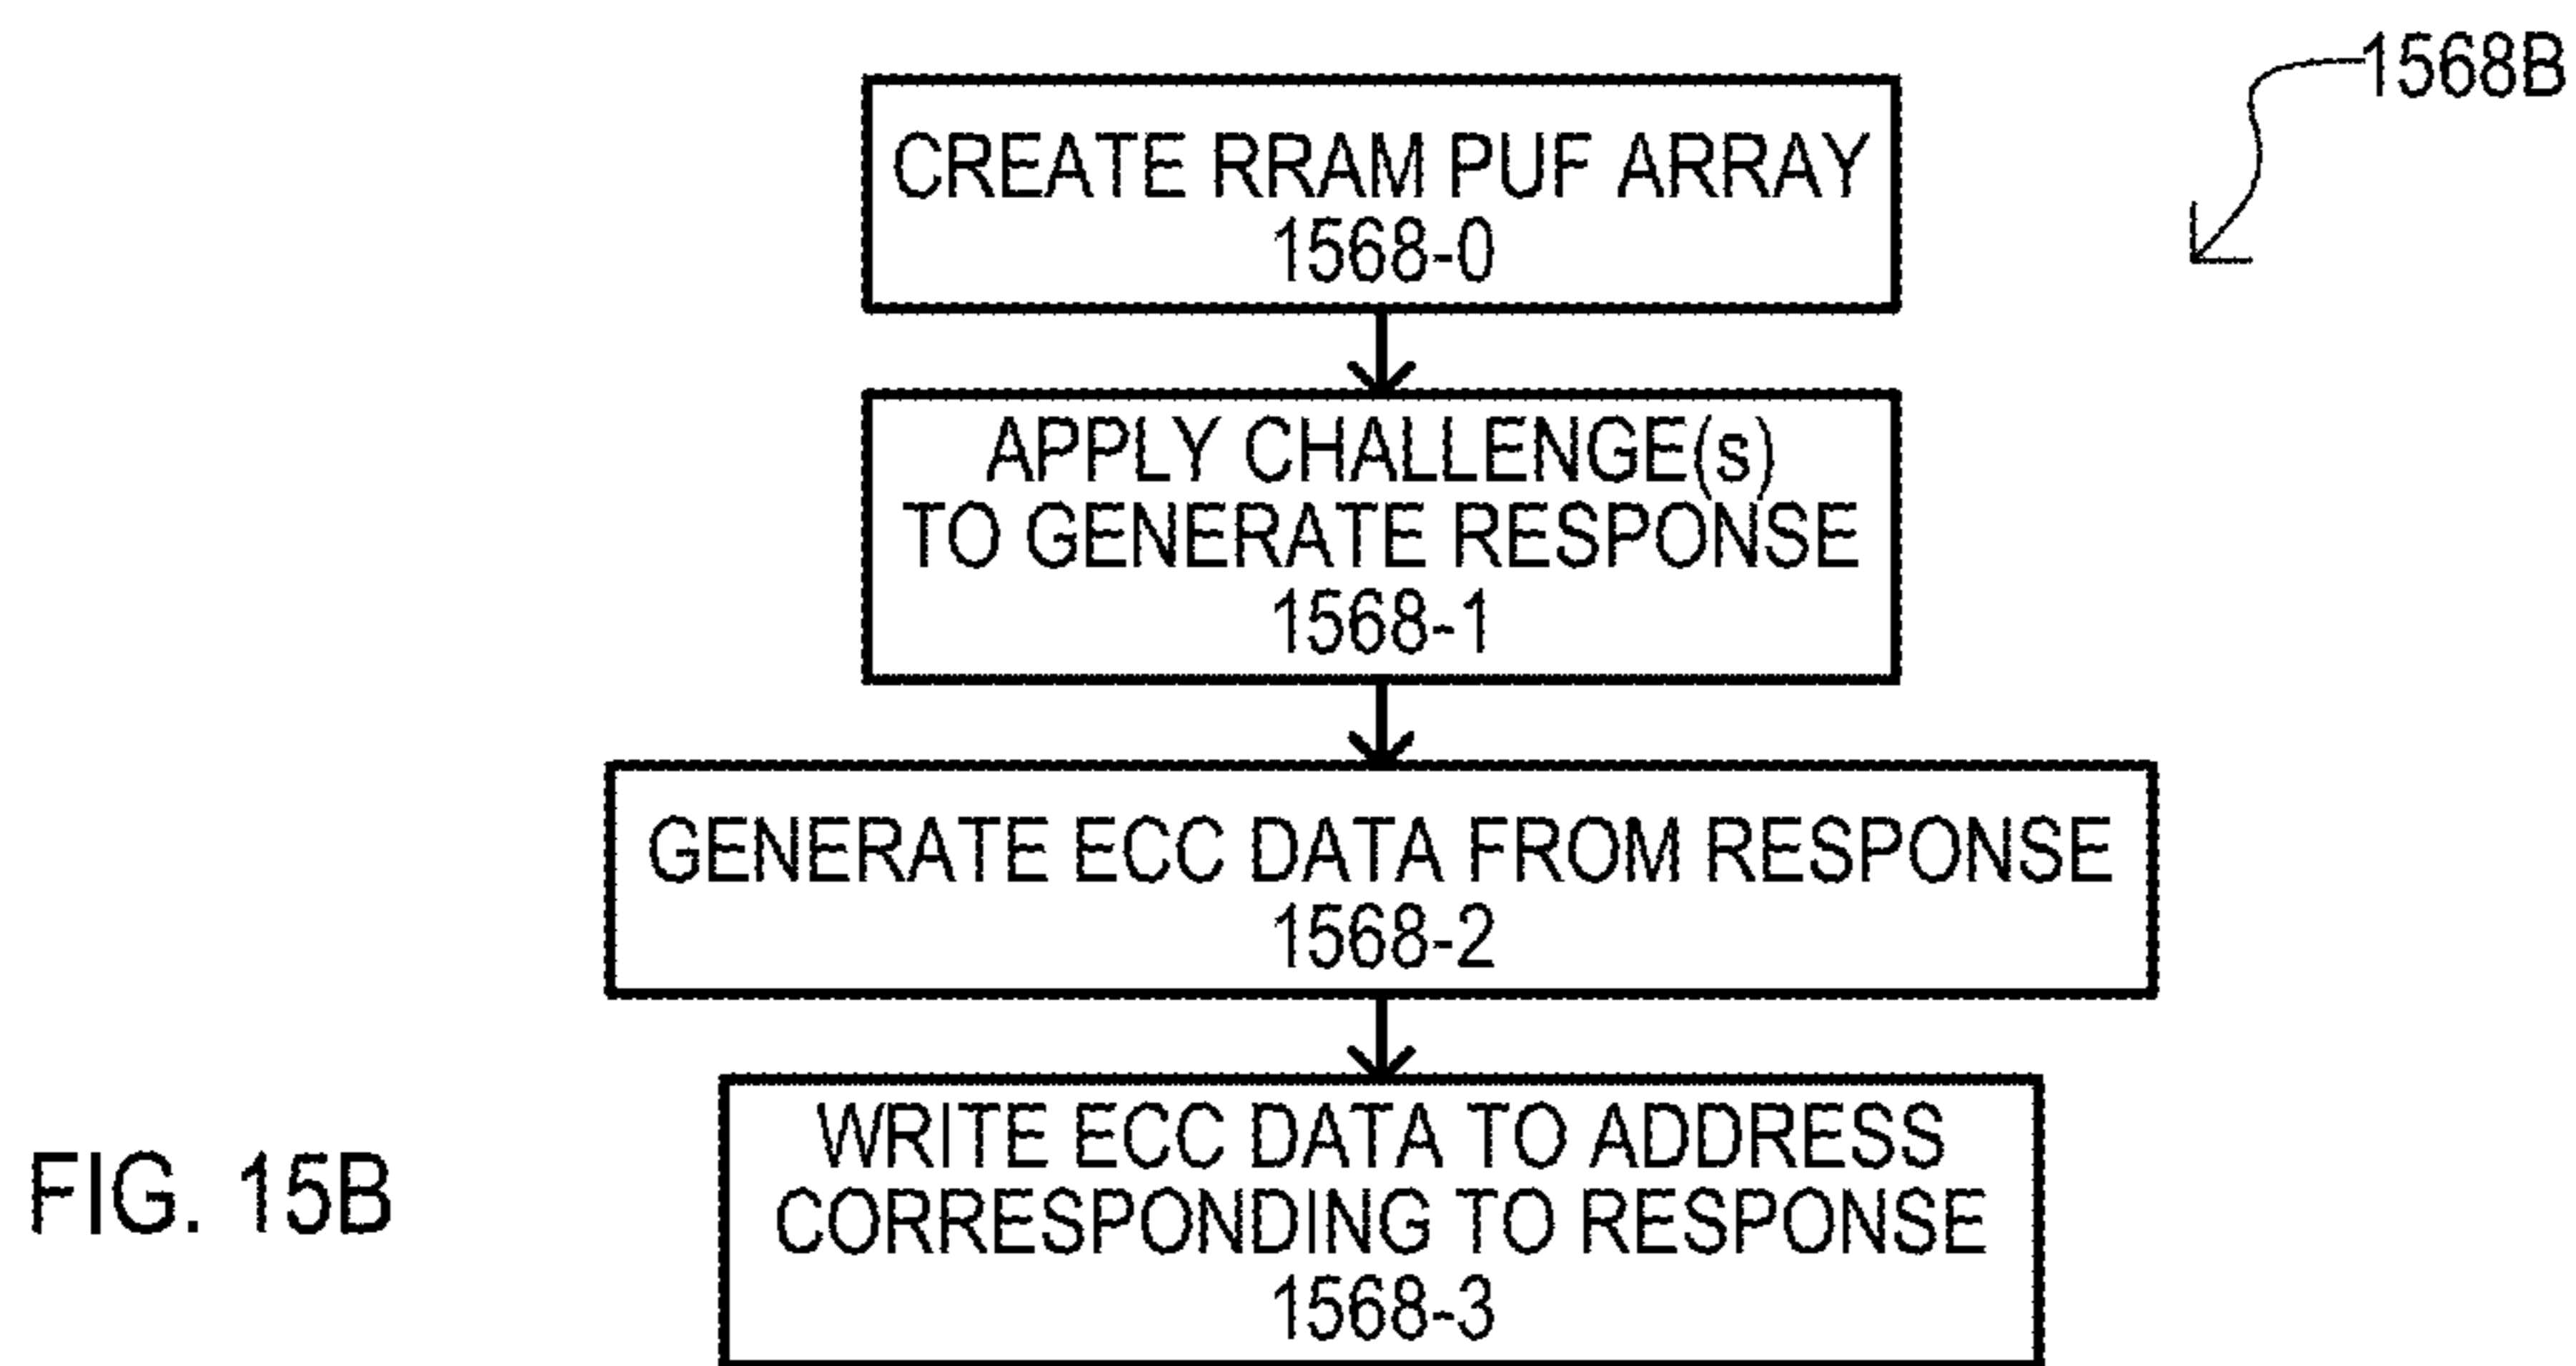 1568B
CREATE RRAM PUF ARRAY
1568-0
APPLY CHALLENGE(s)
TO GENERATE RESPONSE
1568-1
GENERATE ECC DATA FROM RESPONSE
1568-2
WRITE ECC DATA TO ADDRESS
CORRESPONDING TO RESPONSE
1568-3
FIG. 15B